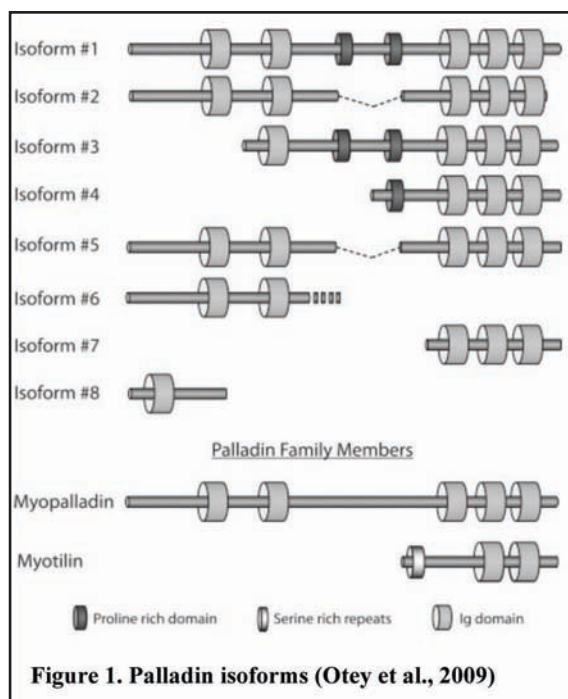 Isoform #1
Isoform #2
Isoform #3
Isoform #4
Isoform #5
Isoform #6
Isoform #7
Isoform #8
Palladin Family Members
Myopalladin
Myotilin
Proline rich domain Serine rich repeats Ig domain
Figure 1. Palladin isoforms (Otey et al., 2009)